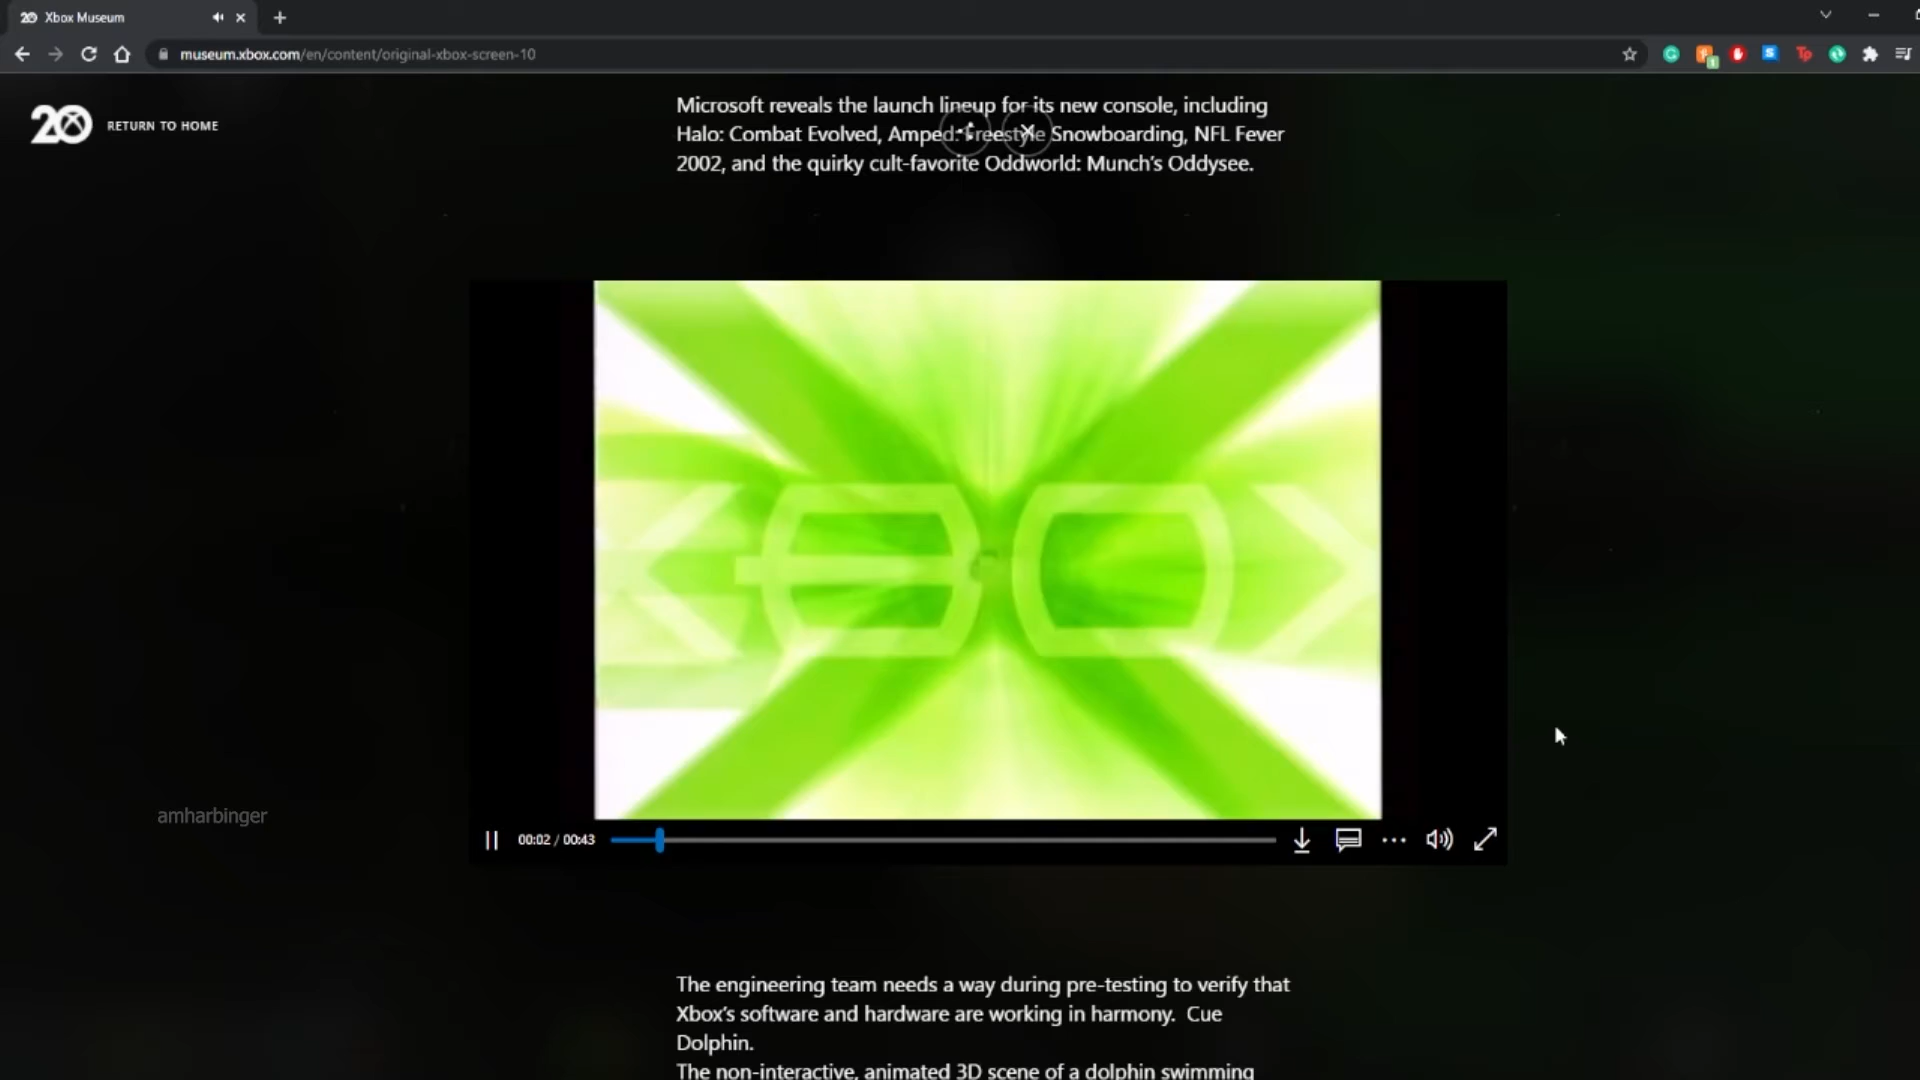 20 Xbox Museum
museum.xbox.com/en/content/original-xbox-screen-10
20 RETURN TO HOME
Microsoft reveals the launch lineup for its new console, including
Halo: Combat Evolved, Amped: Freestyle Snowboarding, NFL Fever
2002, and the quirky cult-favorite Oddworld: Munch's Oddysee.
XBOX
amharbinger
00:02 / 00:43
The engineering team needs a way during pre-testing to verify that
Xbox's software and hardware are working in harmony. Cue
Dolphin.
The non-interactive, animated 3D scene of a dolphin swimming